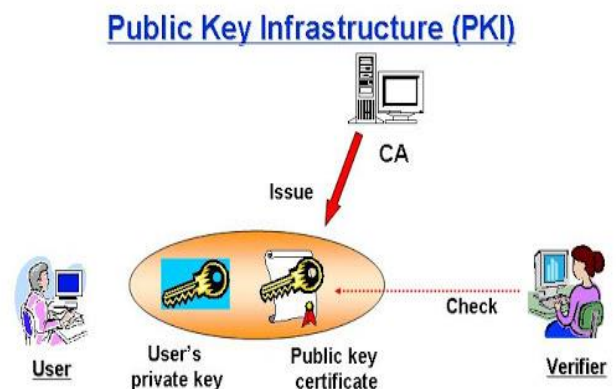 Public Key Infrastructure (PKI)
CA
Issue
Check
User
User's
private key
Public key
certificate
Verifier